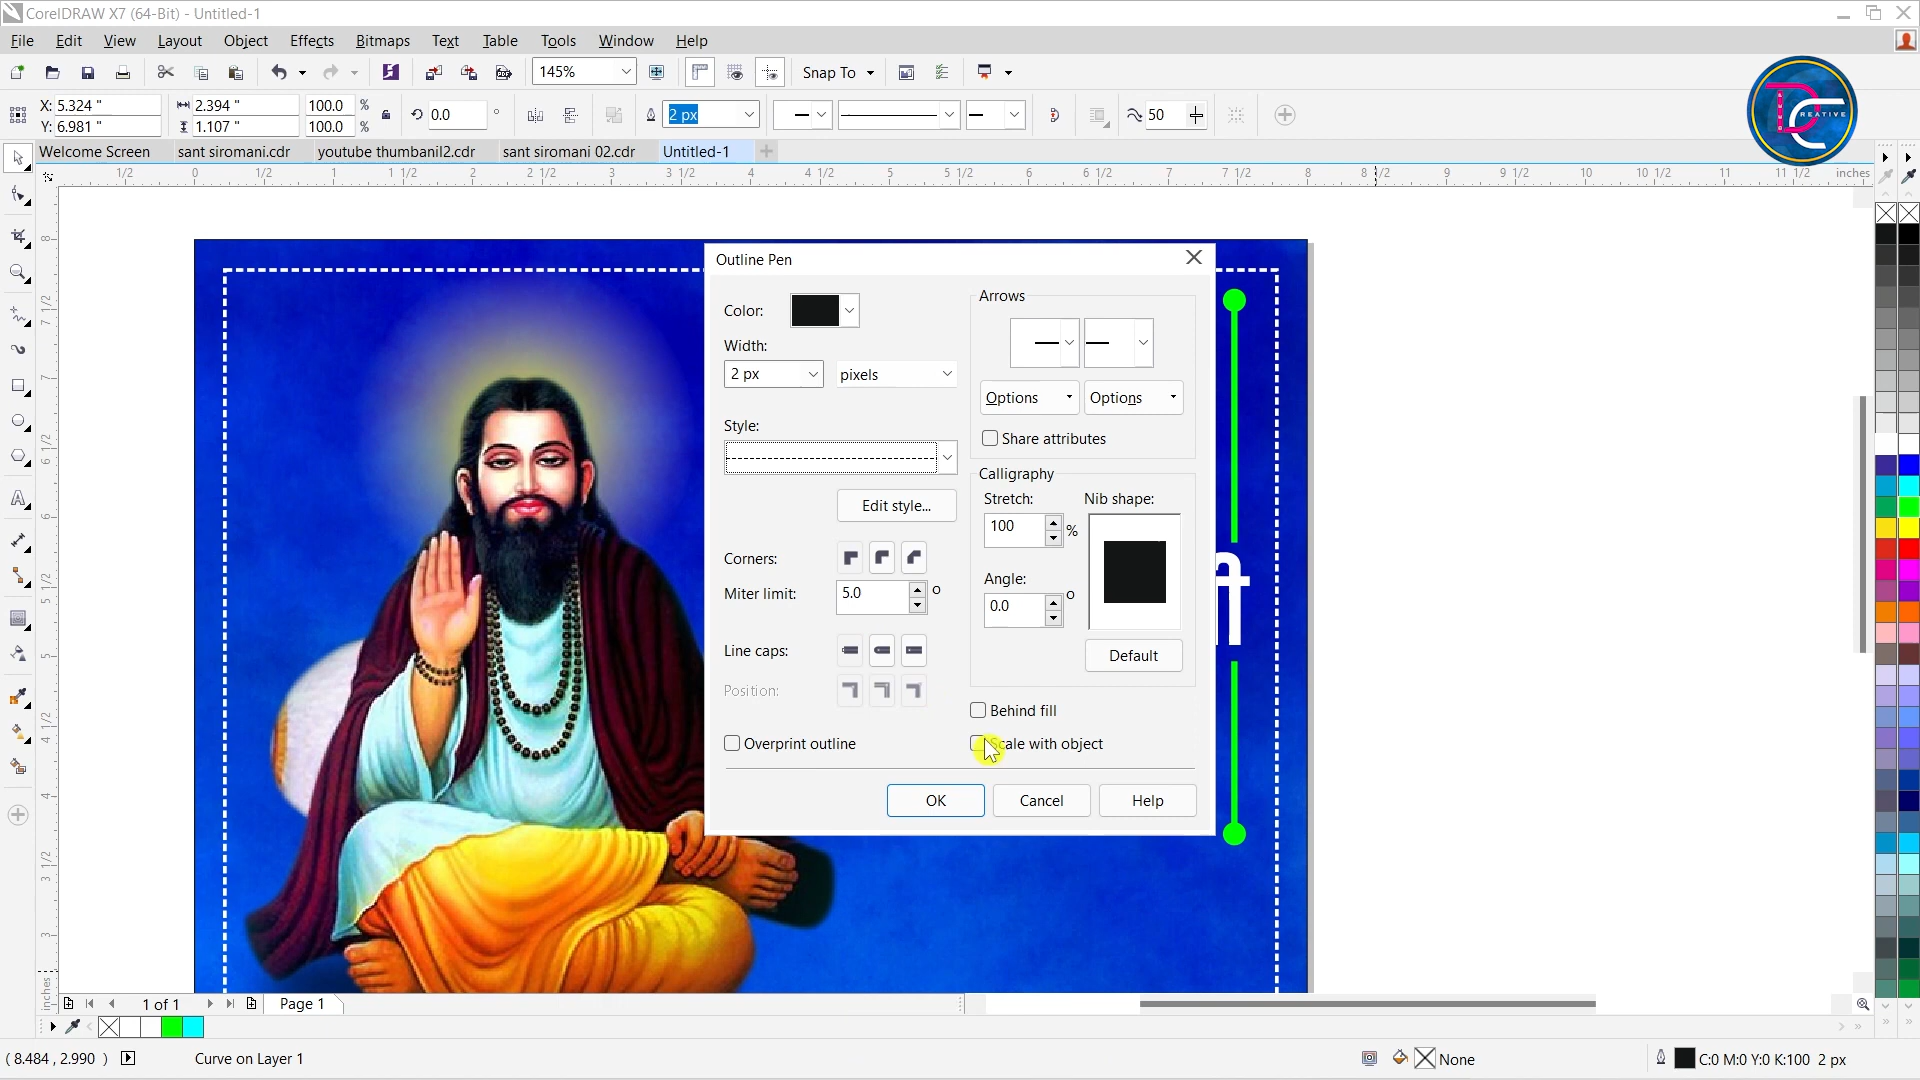 CorelDRAW X7 (64-Bit) - Untitled-1
File Edit View Layout Object Effects Bitmaps Text Table Tools Window Help
145% Snap To
X: 5.324 " 2.394 " 100.0 % 0.0 ° 2 px 50
Y: 6.981 " 1.107 " 100.0 %
CREATIVE
Welcome Screen sant siromani.cdr youtube thumbanil2.cdr sant siromani 02.cdr Untitled-1
1/2 0 1/2 1 1 1/2 2 2 1/2 3 3 1/2 4 4 1/2 5 5 1/2 6 6 1/2 7 7 1/2 8 8 1/2 9 9 1/2 10 10 1/2 11 11 1/2 inches
Outline Pen
Color:
Arrows
Width:
2 px pixels
Options Options
Style:
Share attributes
Calligraphy
Stretch: Nib shape:
Edit style...
100 %
Corners:
Angle:
Miter limit: 5.0 °
0.0 °
Line caps:
Default
Position:
Behind fill
Overprint outline
Scale with object
OK Cancel Help
1 of 1 Page 1
( 8.484 , 2.990 ) Curve on Layer 1 None C:0 M:0 Y:0 K:100 2 px